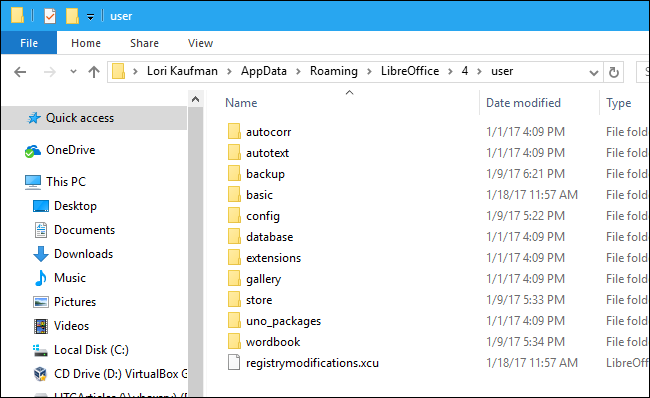 user
File Home Share View
Lori Kaufman AppData Roaming LibreOffice 4 user
Name Date modified Type
Quick access
OneDrive
This PC
Desktop
Documents
Downloads
Music
Pictures
Videos
Local Disk (C:)
CD Drive (D:) VirtualBox G
autocorr 1/1/17 4:09 PM File fold
autotext 1/1/17 4:09 PM File fold
backup 1/9/17 6:21 PM File fold
basic 1/18/17 11:57 AM File fold
config 1/9/17 5:22 PM File fold
database 1/1/17 4:09 PM File fold
extensions 1/1/17 4:09 PM File fold
gallery 1/1/17 4:09 PM File fold
store 1/9/17 5:33 PM File fold
uno_packages 1/1/17 4:09 PM File fold
wordbook 1/9/17 5:34 PM File fold
registrymodifications.xcu 1/18/17 11:57 AM LibreOffi